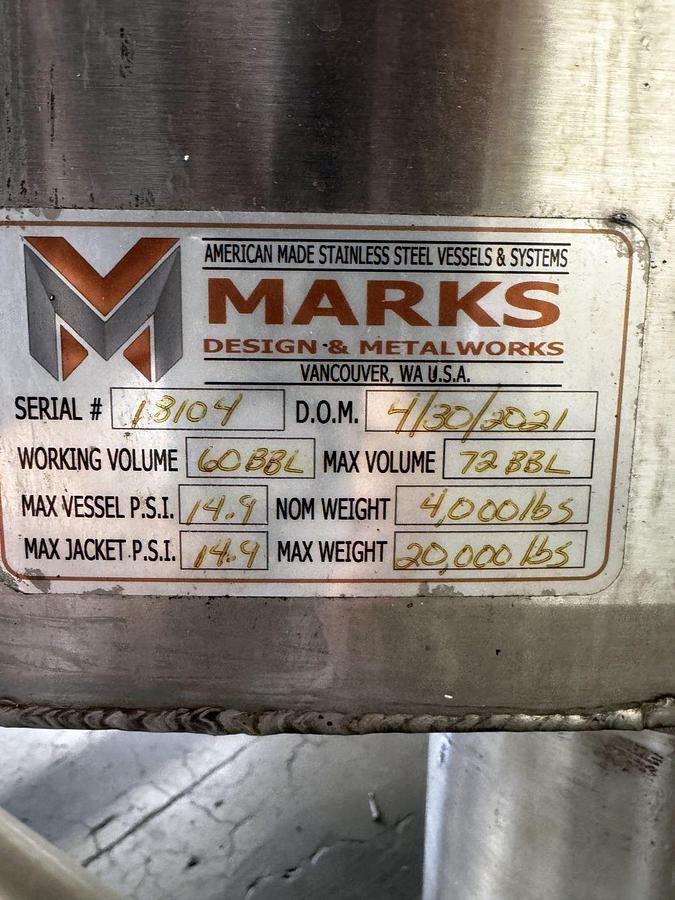 AMERICAN MADE STAINLESS STEEL VESSELS & SYSTEMS
MARKS
DESIGN & METALWORKS
VANCOUVER, WA U.S.A.
SERIAL # 18104 D.O.M. 4/30/2021
WORKING VOLUME 60 BBL MAX VOLUME 72 BBL
MAX VESSEL P.S.I. 14.9 NOM WEIGHT 4,000 lbs
MAX JACKET P.S.I. 14.9 MAX WEIGHT 20,000 lbs